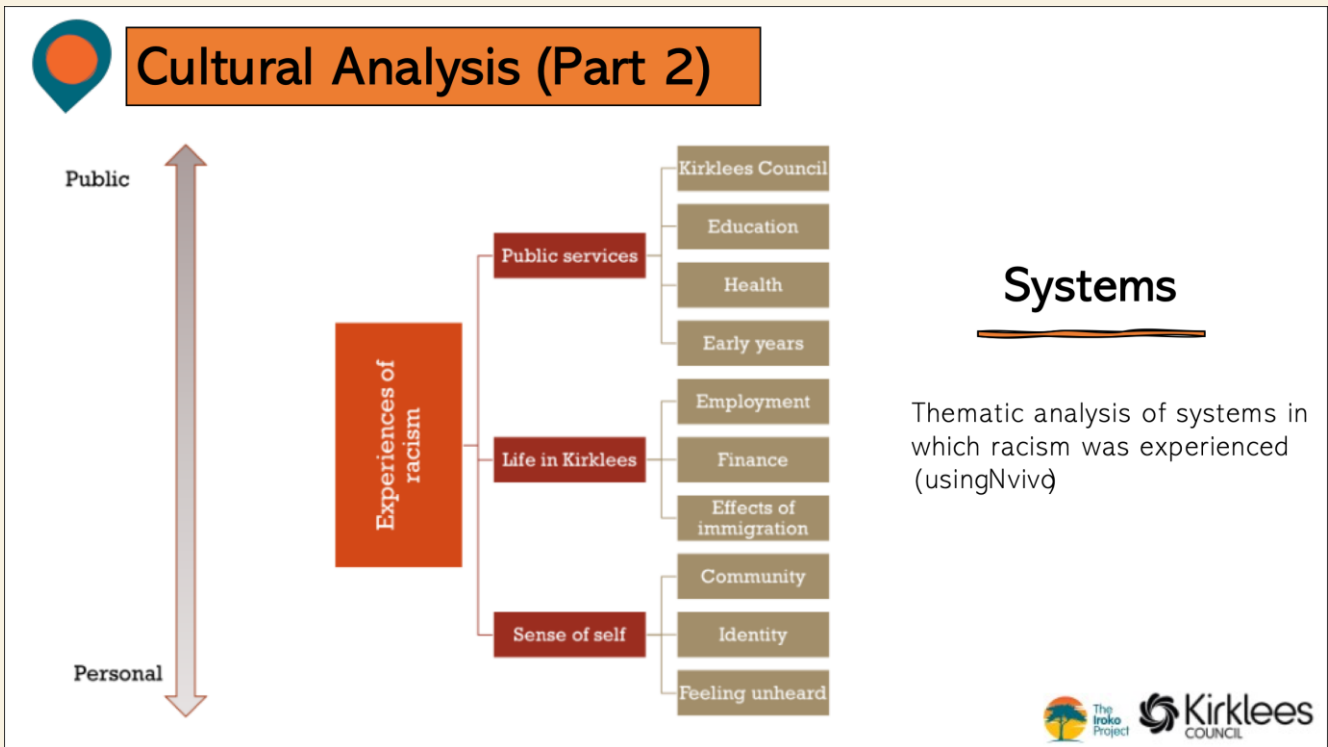 Cultural Analysis (Part 2)
Public
Personal
Experiences of
racism
Public services
Kirklees Council
Education
Health
Early years
Life in Kirklees
Employment
Finance
Effects of
immigration
Sense of self
Community
Identity
Feeling unheard
Systems
Thematic analysis of systems in
which racism was experienced
(usingNvivo)
The
Iroko
Project
Kirklees
COUNCIL